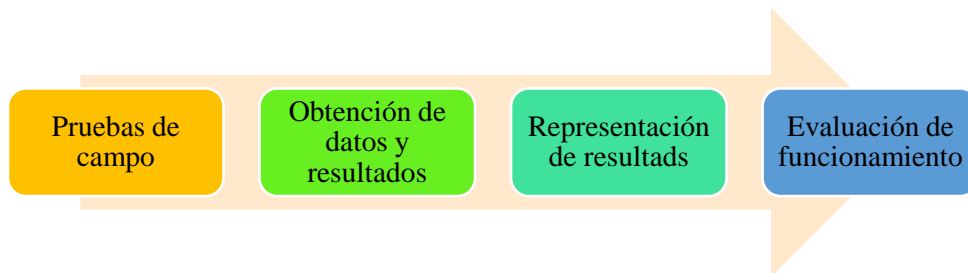 Pruebas de
campo
Obtención de
datos y
resultados
Representación
de resultads
Evaluación de
funcionamiento